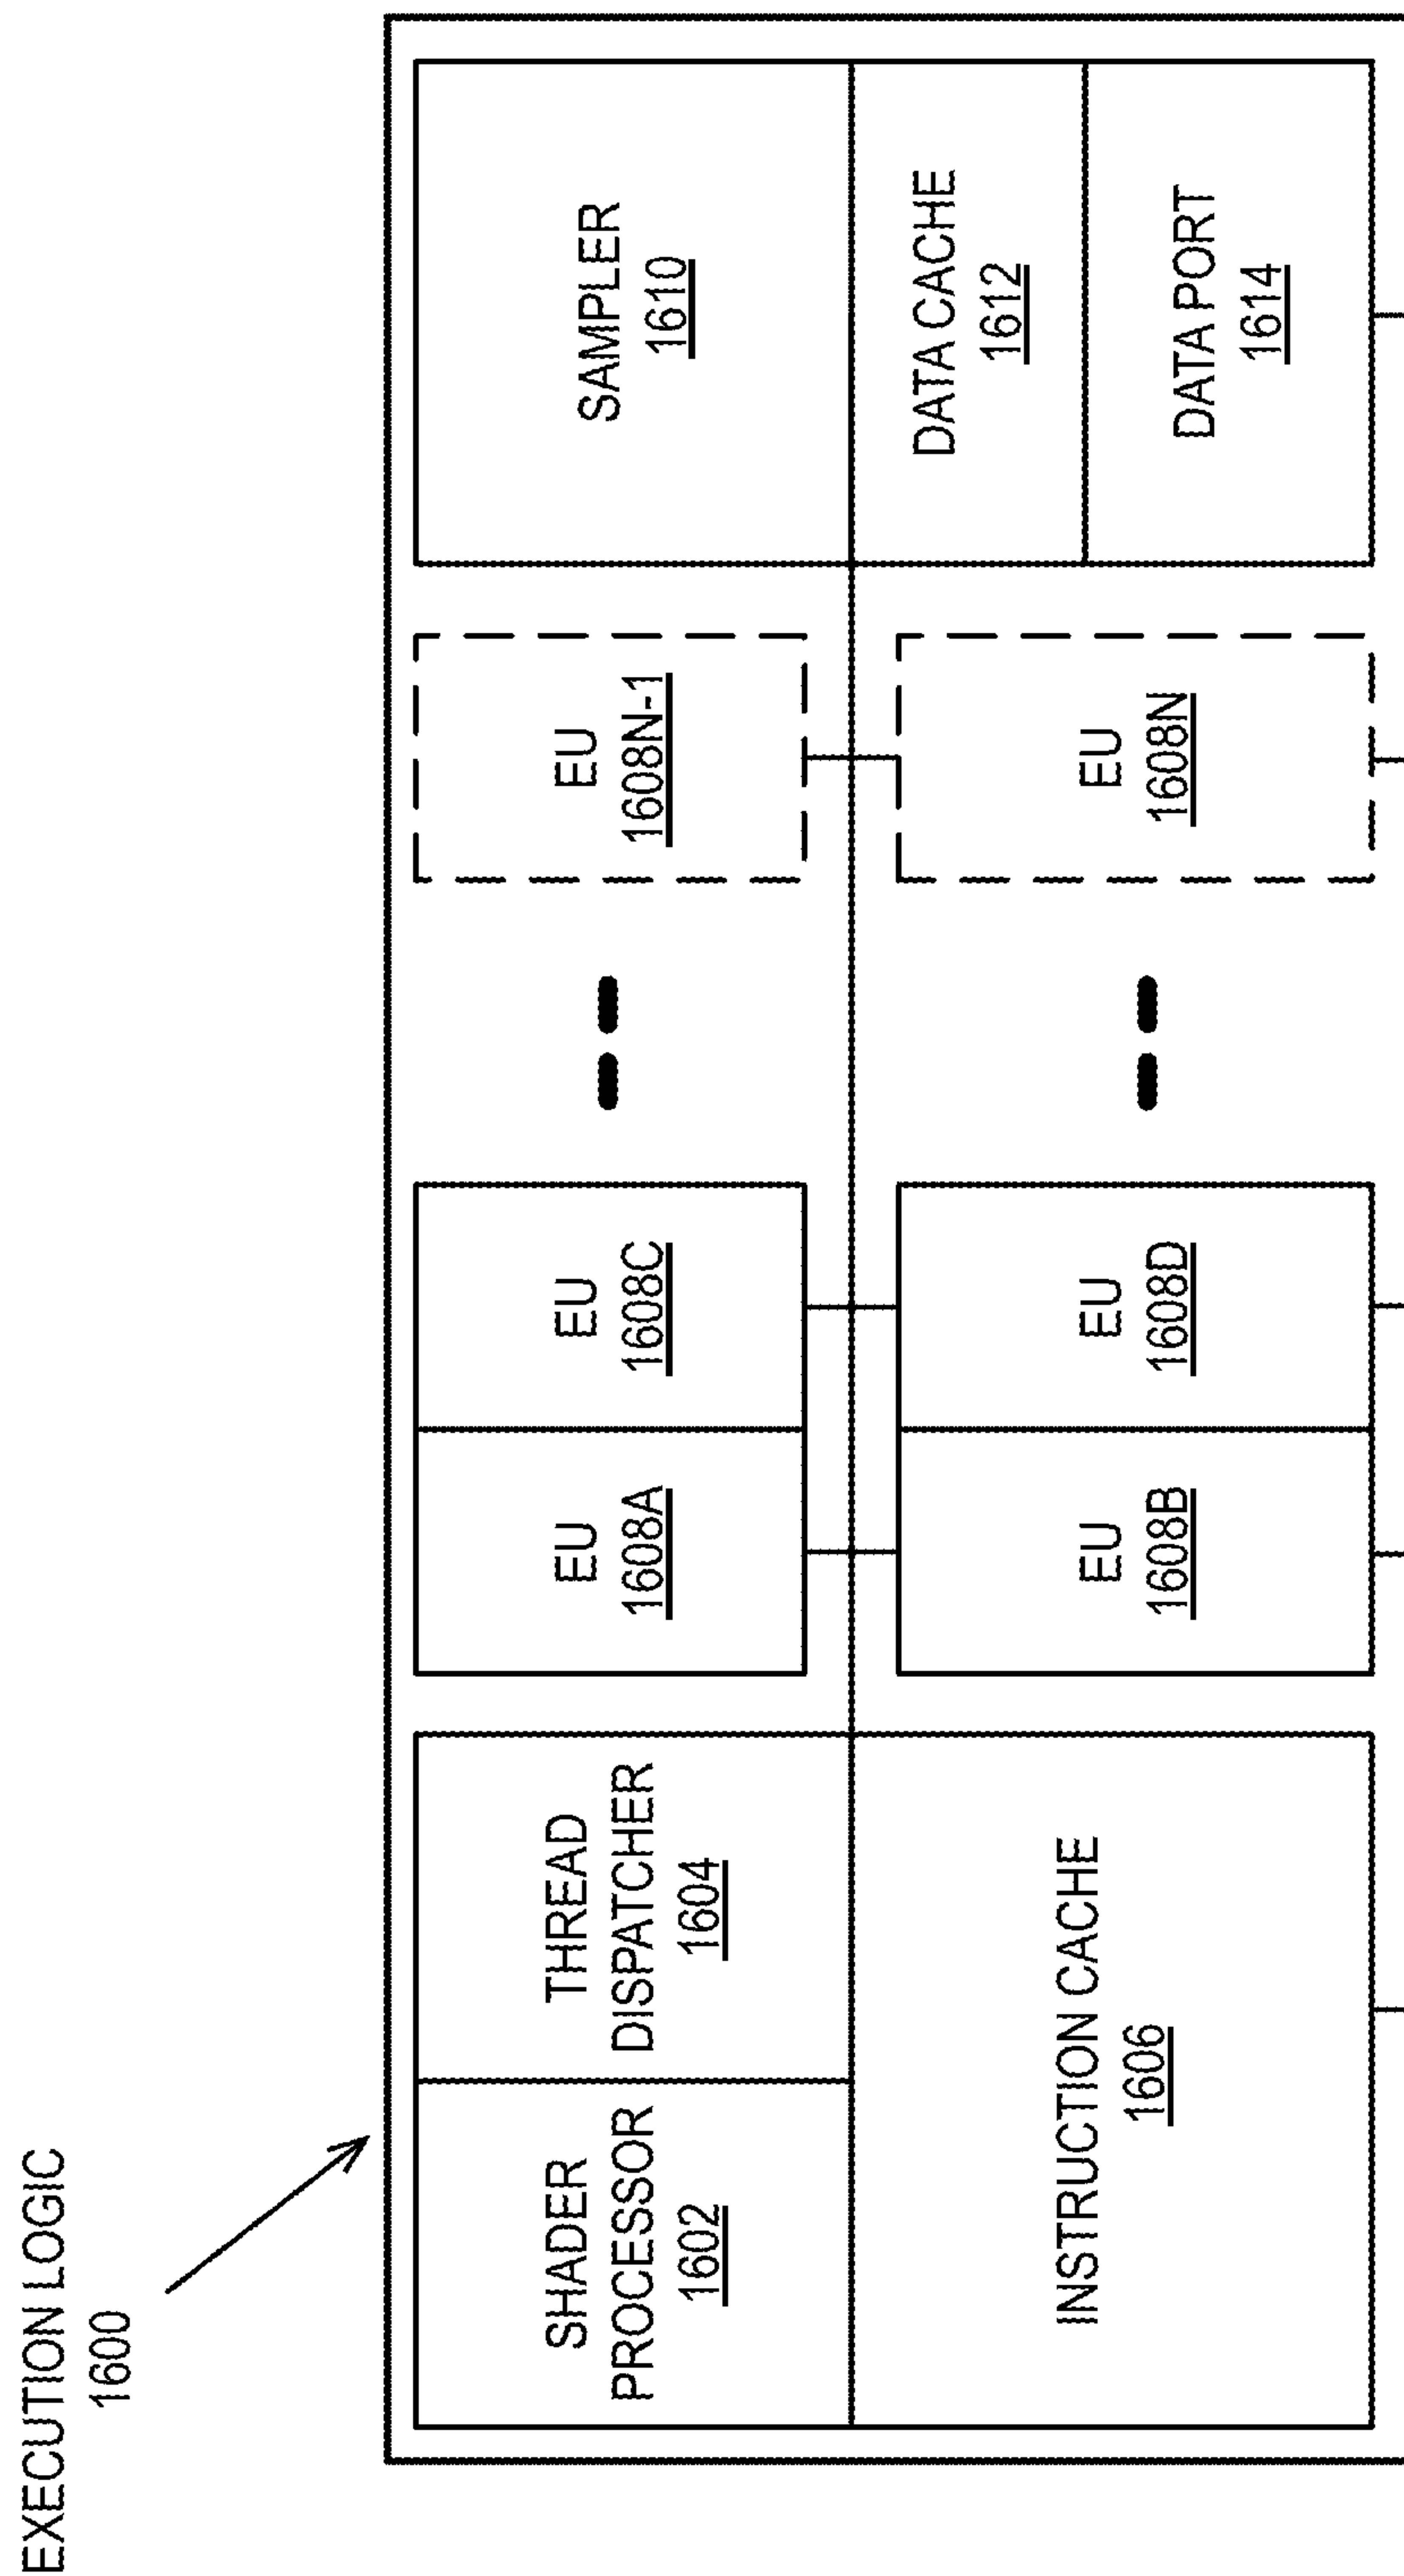 EXECUTION LOGIC
1600
SHADER
PROCESSOR
1602
THREAD
DISPATCHER
1604
INSTRUCTION CACHE
1606
EU
1608A
EU
1608C
EU
1608N-1
EU
1608B
EU
1608D
EU
1608N
SAMPLER
1610
DATA CACHE
1612
DATA PORT
1614